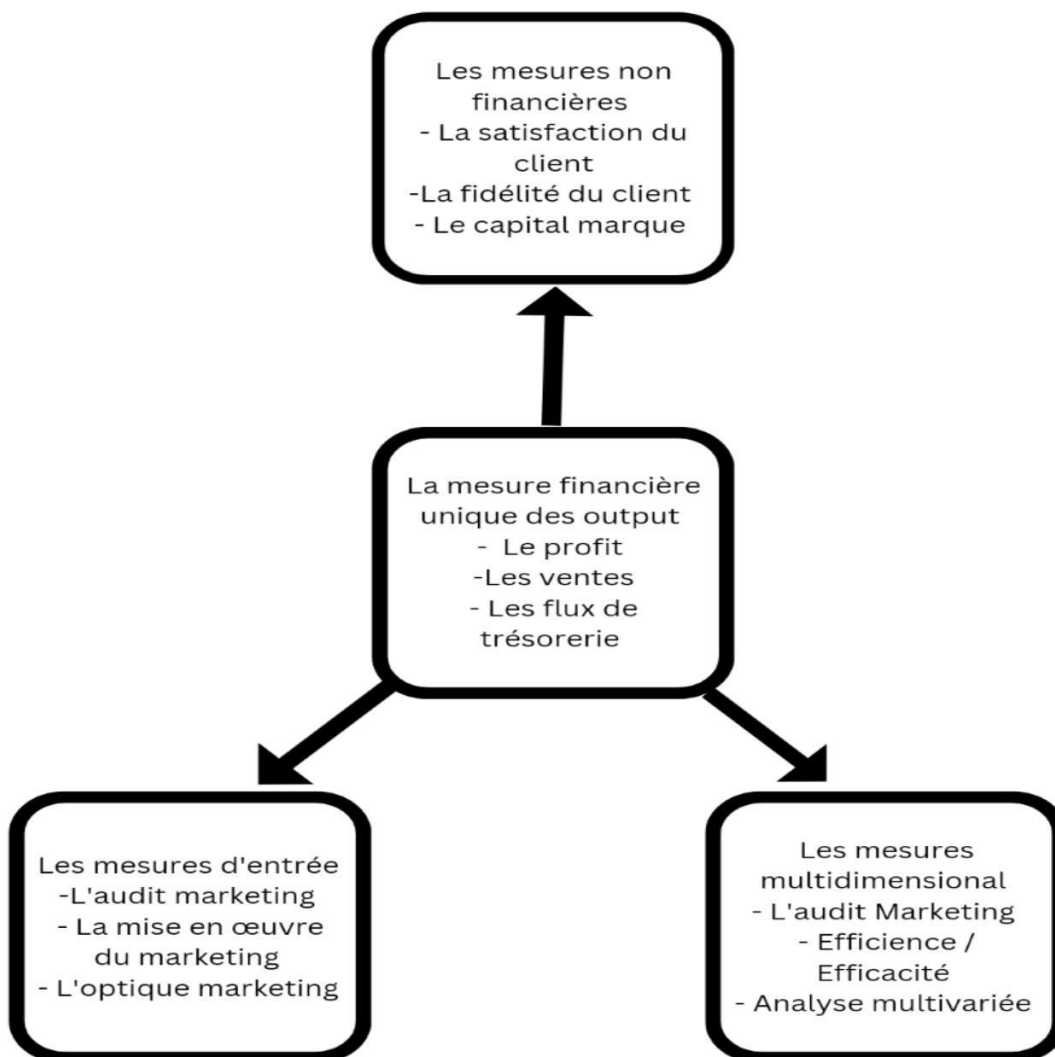 Les mesures non
financières
- La satisfaction du
client
-La fidélité du client
- Le capital marque
La mesure financière
unique des output
- Le profit
-Les ventes
- Les flux de
trésorerie
Les mesures d'entrée
-L'audit marketing
- La mise en œuvre
du marketing
- L'optique marketing
Les mesures
multidimensional
- L'audit Marketing
- Efficience /
Efficacité
- Analyse multivariée